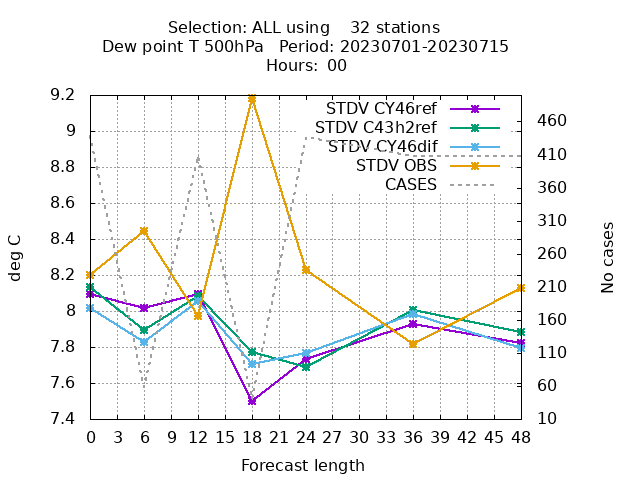 Selection: ALL using    32 stations
Dew point T 500hPa   Period: 20230701-20230715
Hours: 00
STDV CY46ref
STDV C43h2ref
STDV CY46dif
STDV OBS
CASES
deg C
9.2
9
8.8
8.6
8.4
8.2
8
7.8
7.6
7.4
No cases
460
410
360
310
260
210
160
110
60
10
0 3 6 9 12 15 18 21 24 27 30 33 36 39 42 45 48
Forecast length